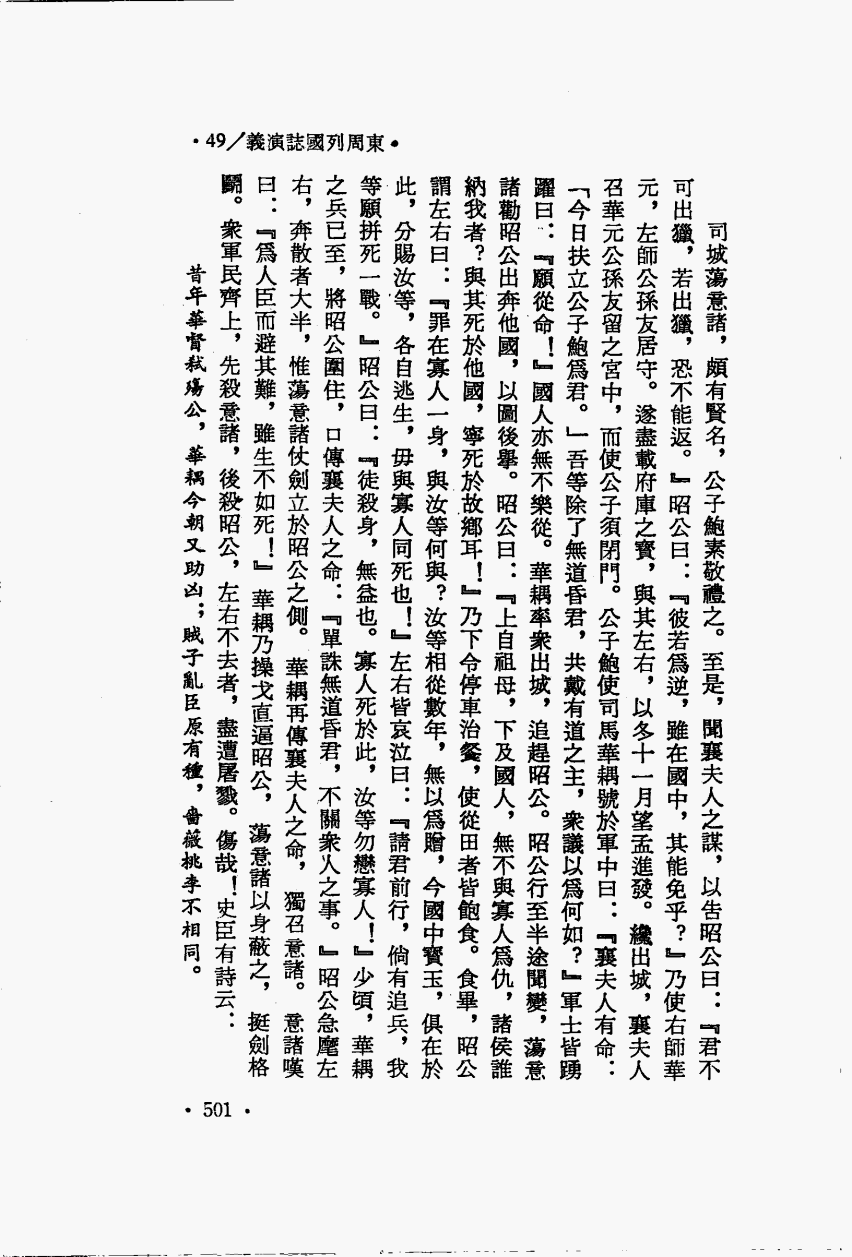 •東周列國誌演義／49•
司城蕩意諸，頗有賢名，公子鮑素敬禮之。至是，聞襄夫人之謀，以告昭公曰：『君不
可出獵，若出獵，恐不能返。』昭公曰：『彼若爲逆，雖在國中，其能免乎？』乃使右師華
元，左師公孫友居守。遂盡載府庫之寶，與其左右，以冬十一月望孟進發。纔出城，襄夫人
召華元公孫友留之宮中，而使公子須閉門。公子鮑使司馬華耦號於軍中曰：『襄夫人有命：
「今日扶立公子鮑爲君。」吾等除了無道昏君，共戴有道之主，衆議以爲何如？』軍士皆踴
躍曰：『願從命！』國人亦無不樂從。華耦率衆出城，追趕昭公。昭公行至半途聞變，蕩意
諸勸昭公出奔他國，以圖後舉。昭公曰：『上自祖母，下及國人，無不與寡人爲仇，諸侯誰
納我者？與其死於他國，寧死於故鄉耳！』乃下令停車治餐，使從田者皆飽食。食畢，昭公
謂左右曰：『罪在寡人一身，與汝等何與？汝等相從數年，無以爲贈，今國中寶玉，俱在於
此，分賜汝等，各自逃生，毋與寡人同死也！』左右皆哀泣曰：『請君前行，倘有追兵，我
等願拼死一戰。』昭公曰：『徒殺身，無益也。寡人死於此，汝等勿戀寡人！』少頃，華耦
之兵已至，將昭公圍住，口傳襄夫人之命：『單誅無道昏君，不關衆人之事。』昭公急麾左
右，奔散者大半，惟蕩意諸仗劍立於昭公之側。華耦再傳襄夫人之命，獨召意諸。意諸嘆
曰：『爲人臣而避其難，雖生不如死！』華耦乃操戈直逼昭公，蕩意諸以身蔽之，挺劍格
鬭。衆軍民齊上，先殺意諸，後殺昭公，左右不去者，盡遭屠戮。傷哉！史臣有詩云：
昔年華督弒殤公，華耦今朝又助凶；賊子亂臣原有種，薔薇桃李不相同。
• 501 •